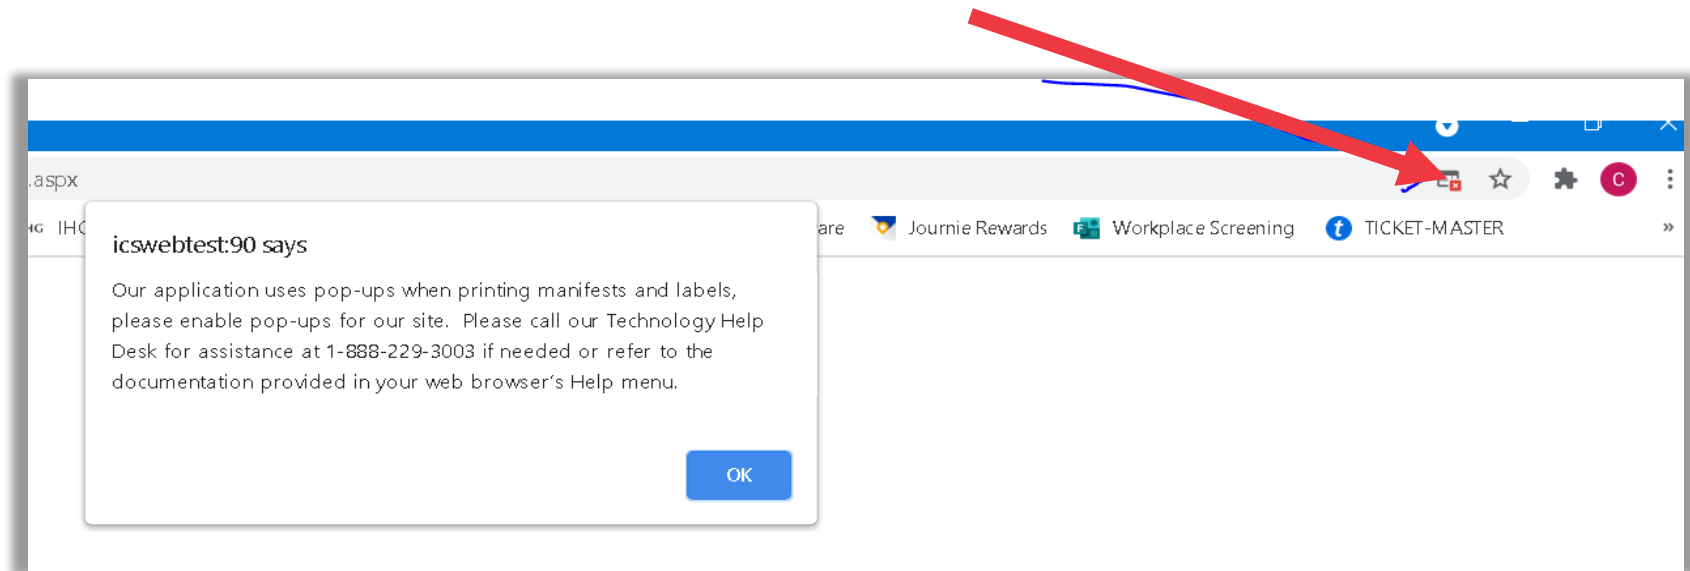 .aspx
C
HG IHG
are
Journie Rewards
Workplace Screening
t TICKET-MASTER
»
icswebtest:90 says
Our application uses pop-ups when printing manifests and labels,
please enable pop-ups for our site.  Please call our Technology Help
Desk for assistance at 1-888-229-3003 if needed or refer to the
documentation provided in your web browser’s Help menu.
OK